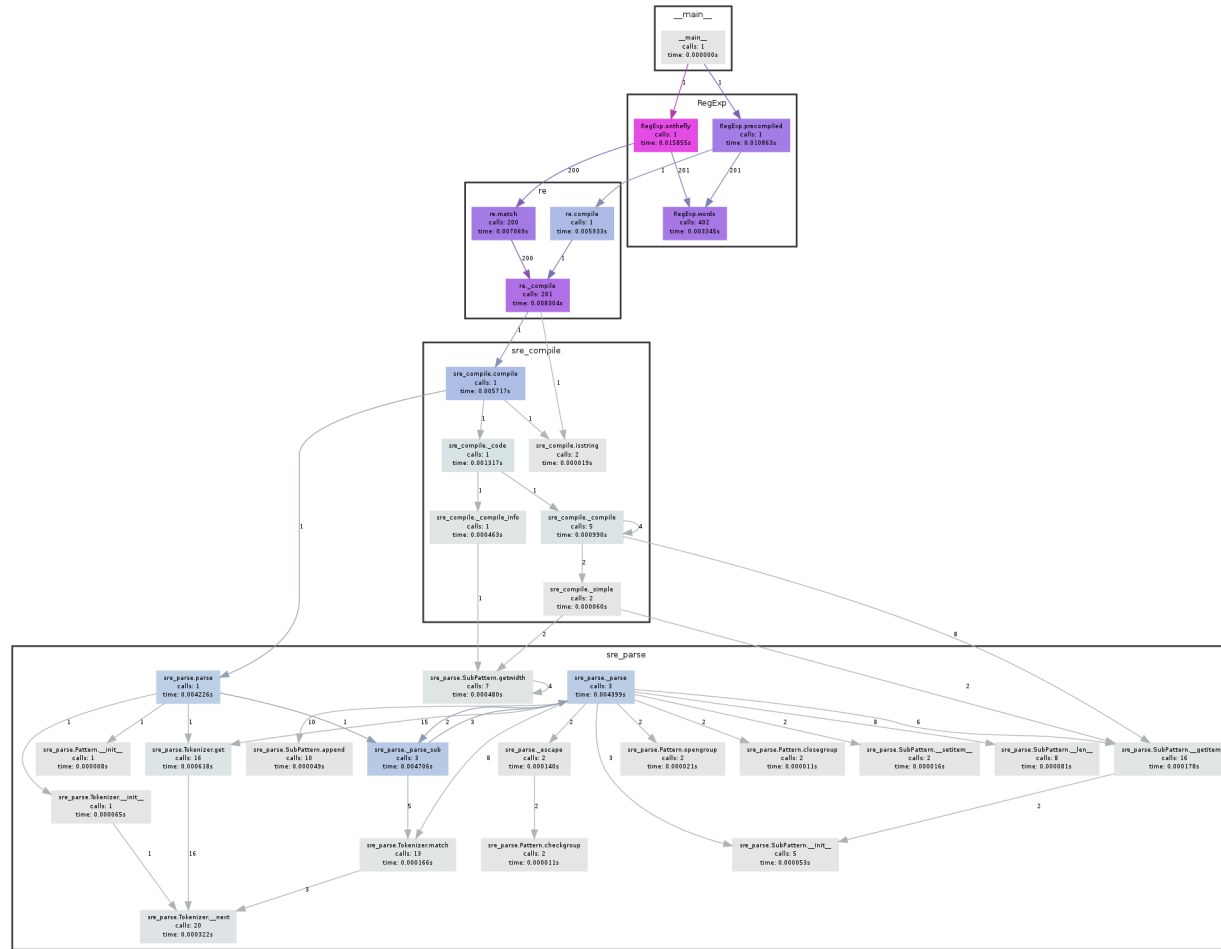 __main__
__main__
calls: 1
time: 0.000000s
1
1
RegExp
RegExp.onthefly
calls: 1
time: 0.015855s
RegExp.precompiled
calls: 1
time: 0.010863s
200
1
201
201
re
re.match
calls: 200
time: 0.007069s
re.compile
calls: 1
time: 0.005933s
RegExp.words
calls: 402
time: 0.003345s
200
1
re._compile
calls: 201
time: 0.008304s
1
sre_compile
sre_compile.compile
calls: 1
time: 0.005717s
1
1
1
sre_compile._code
calls: 1
time: 0.001317s
sre_compile.isstring
calls: 2
time: 0.000019s
1
1
sre_compile._compile_info
calls: 1
time: 0.000463s
sre_compile._compile
calls: 5
time: 0.000990s
4
1
2
sre_compile._simple
calls: 2
time: 0.000060s
1
2
8
sre_parse
sre_parse.parse
calls: 1
time: 0.004226s
sre_parse.SubPattern.getwidth
calls: 7
time: 0.000480s
4
sre_parse._parse
calls: 3
time: 0.004399s
2
1
1
1
1
10
15
2
3
2
2
2
2
8
6
sre_parse.Pattern.__init__
calls: 1
time: 0.000008s
sre_parse.Tokenizer.get
calls: 16
time: 0.000618s
sre_parse.SubPattern.append
calls: 10
time: 0.000049s
sre_parse._parse_sub
calls: 3
time: 0.004706s
8
sre_parse._escape
calls: 2
time: 0.000140s
3
sre_parse.Pattern.opengroup
calls: 2
time: 0.000021s
sre_parse.Pattern.closegroup
calls: 2
time: 0.000011s
sre_parse.SubPattern.__setitem__
calls: 2
time: 0.000016s
sre_parse.SubPattern.__len__
calls: 8
time: 0.000081s
sre_parse.SubPattern.__getitem
calls: 16
time: 0.000178s
sre_parse.Tokenizer.__init__
calls: 1
time: 0.000065s
5
2
2
1
16
sre_parse.Tokenizer.match
calls: 13
time: 0.000166s
sre_parse.Pattern.checkgroup
calls: 2
time: 0.000011s
sre_parse.SubPattern.__init__
calls: 5
time: 0.000053s
3
sre_parse.Tokenizer.__next
calls: 20
time: 0.000322s